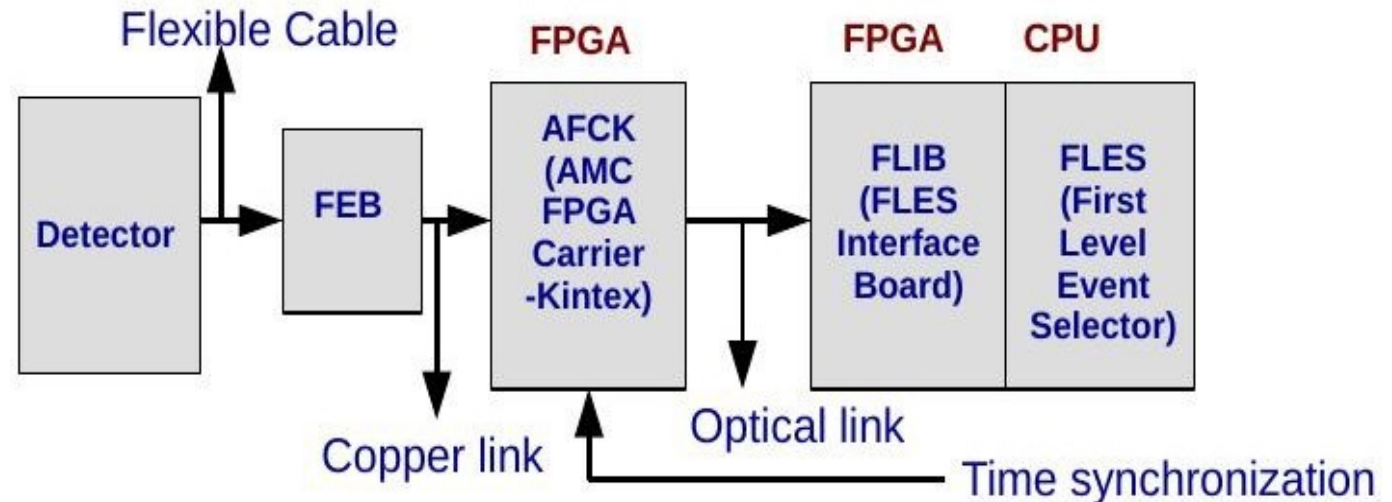 Flexible Cable
FPGA
FPGA
CPU
Detector
FEB
AFCK
(AMC
FPGA
Carrier
-Kintex)
FLIB
(FLES
Interface
Board)
FLES
(First
Level
Event
Selector)
Copper link
Optical link
Time synchronization